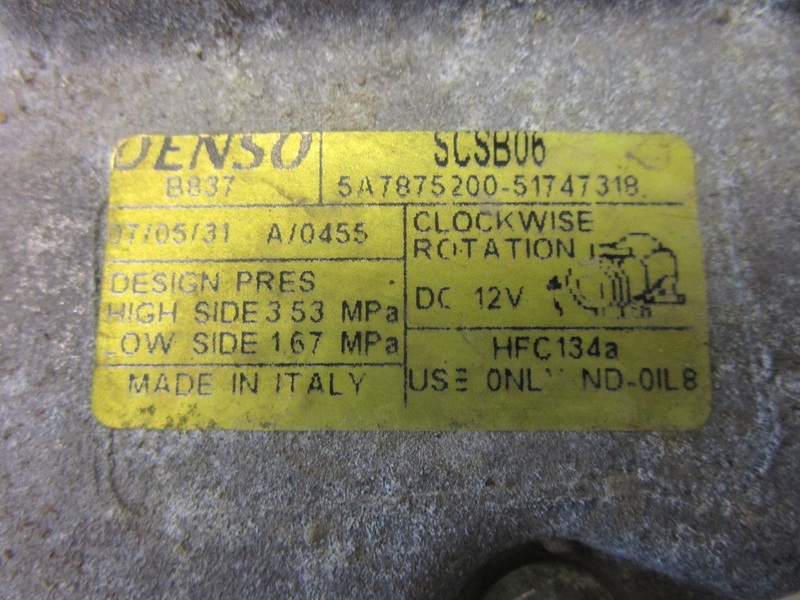 DENSO
B837
SCSB06
5A7875200-51747318
07/05/31 A/0455
DESIGN PRES
HIGH SIDE 3.53 MPa
LOW SIDE 1.67 MPa
MADE IN ITALY
CLOCKWISE
ROTATION
DC 12V
HFC134a
USE ONLY ND-OIL8